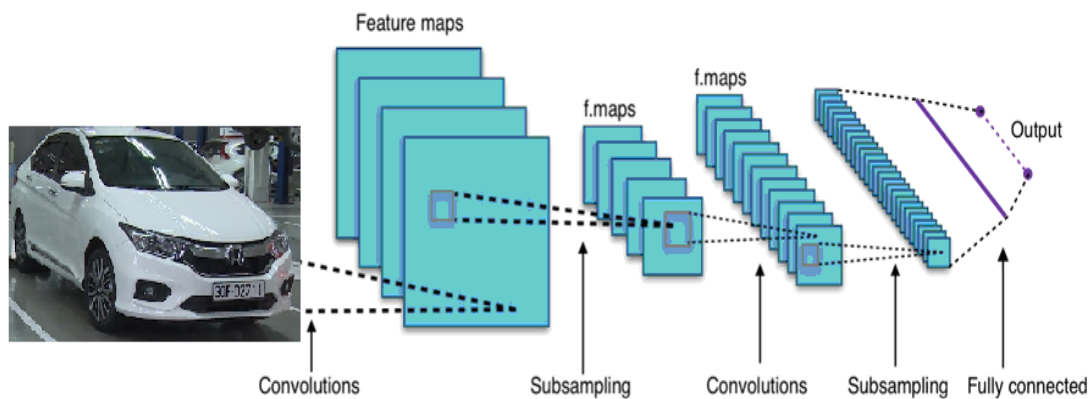 Feature maps
f.maps
f.maps
Output
Convolutions
Subsampling
Convolutions
Subsampling
Fully connected